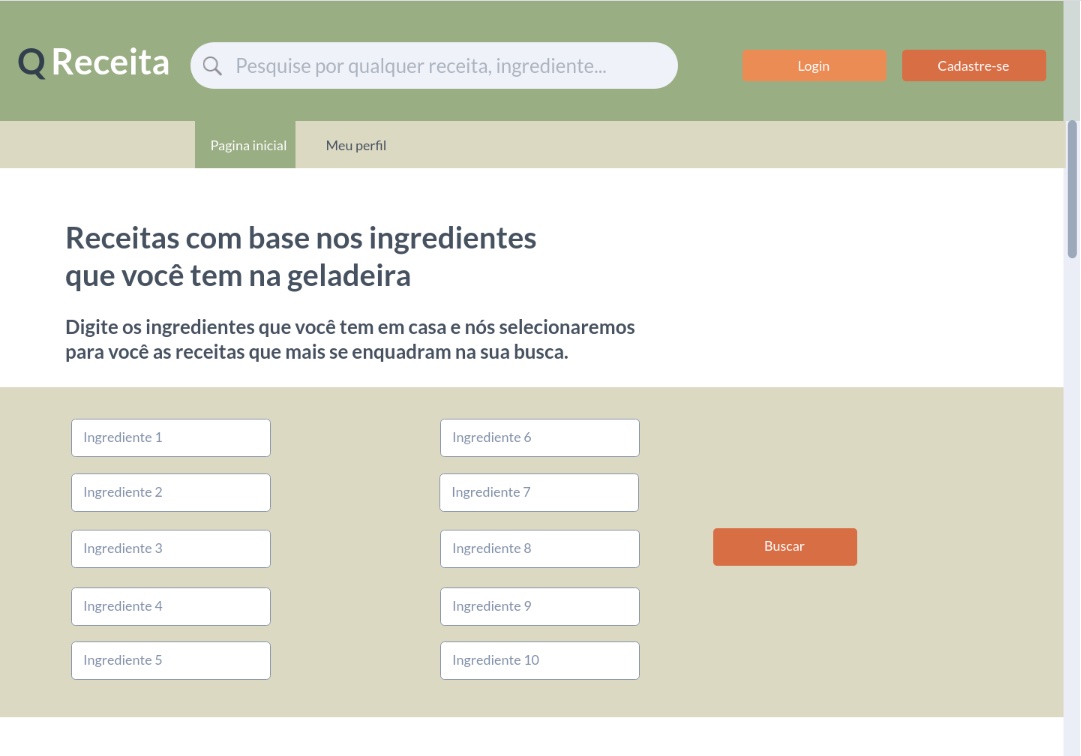 Q Receita
Pesquise por qualquer receita, ingrediente...
Login
Cadastre-se
Pagina inicial
Meu perfil
Receitas com base nos ingredientes
que você tem na geladeira
Digite os ingredientes que você tem em casa e nós selecionaremos
para você as receitas que mais se enquadram na sua busca.
Ingrediente 1
Ingrediente 6
Ingrediente 2
Ingrediente 7
Ingrediente 3
Ingrediente 8
Buscar
Ingrediente 4
Ingrediente 9
Ingrediente 5
Ingrediente 10